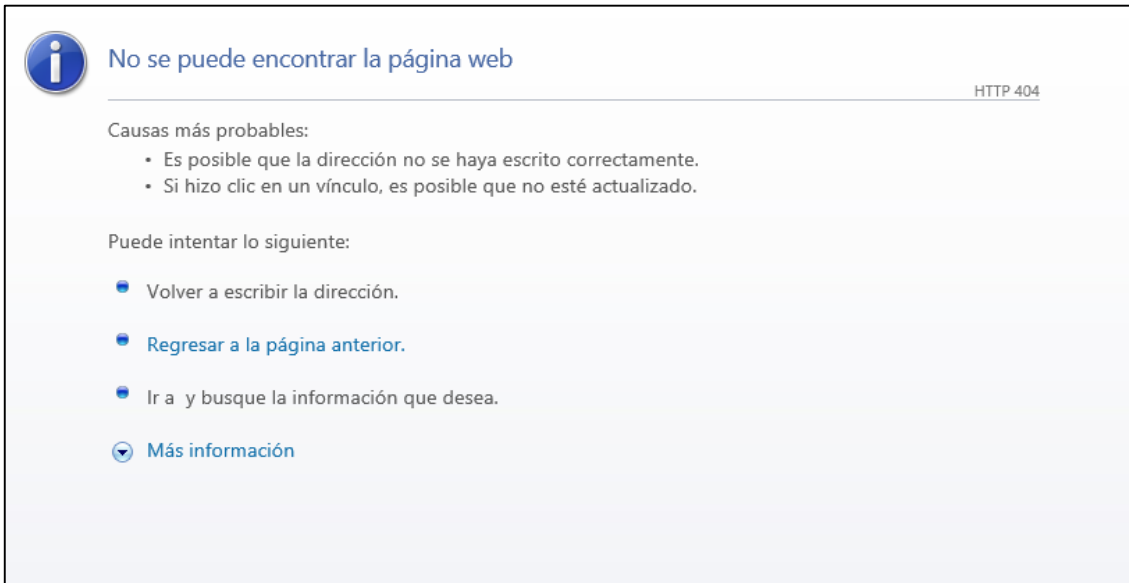 No se puede encontrar la página web
HTTP 404
Causas más probables:
• Es posible que la dirección no se haya escrito correctamente.
• Si hizo clic en un vínculo, es posible que no esté actualizado.
Puede intentar lo siguiente:
Volver a escribir la dirección.
Regresar a la página anterior.
Ir a  y busque la información que desea.
Más información